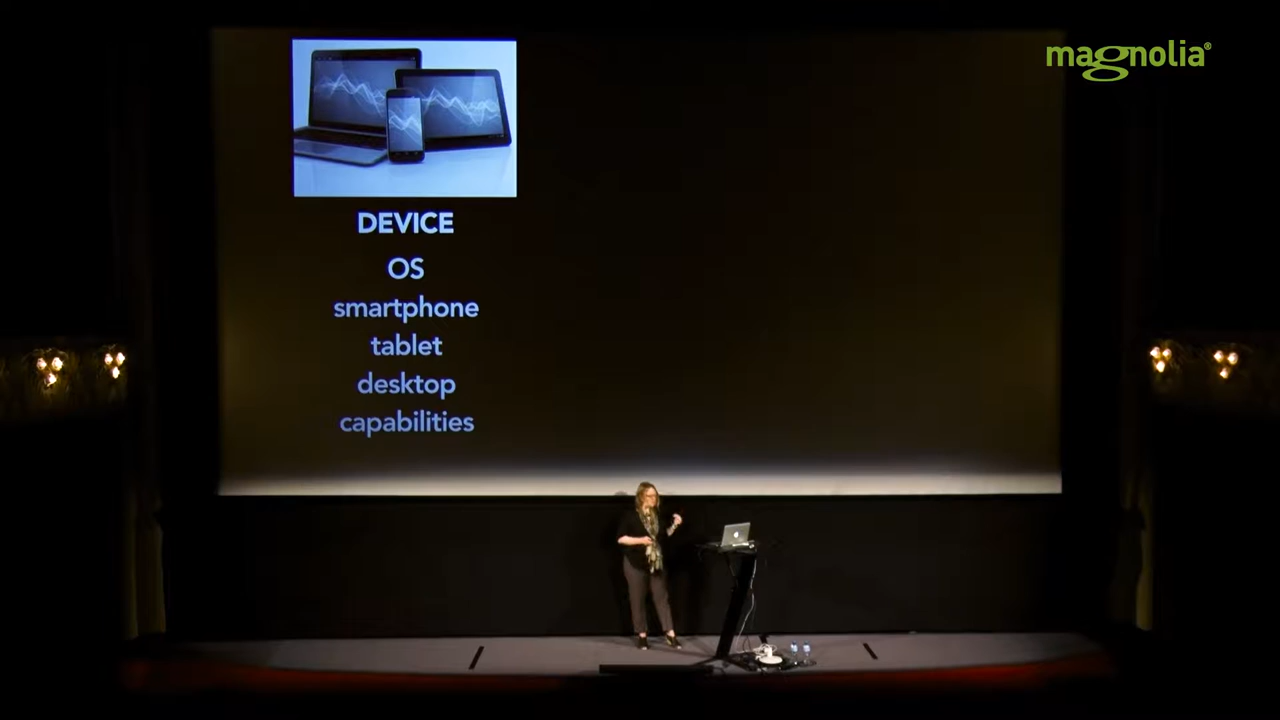 magnolia®
DEVICE
OS
smartphone
tablet
desktop
capabilities